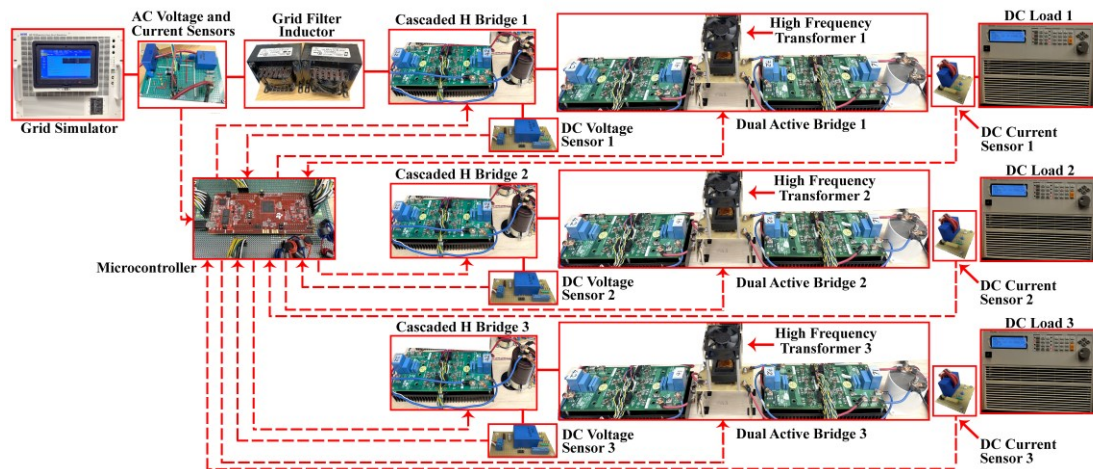 AC Voltage and
Current Sensors
Grid Filter
Inductor
Cascaded H Bridge 1
High Frequency
Transformer 1
DC Load 1
Grid Simulator
DC Voltage
Sensor 1
Dual Active Bridge 1
DC Current
Sensor 1
Cascaded H Bridge 2
High Frequency
Transformer 2
DC Load 2
Microcontroller
DC Voltage
Sensor 2
Dual Active Bridge 2
DC Current
Sensor 2
Cascaded H Bridge 3
High Frequency
Transformer 3
DC Load 3
DC Voltage
Sensor 3
Dual Active Bridge 3
DC Current
Sensor 3